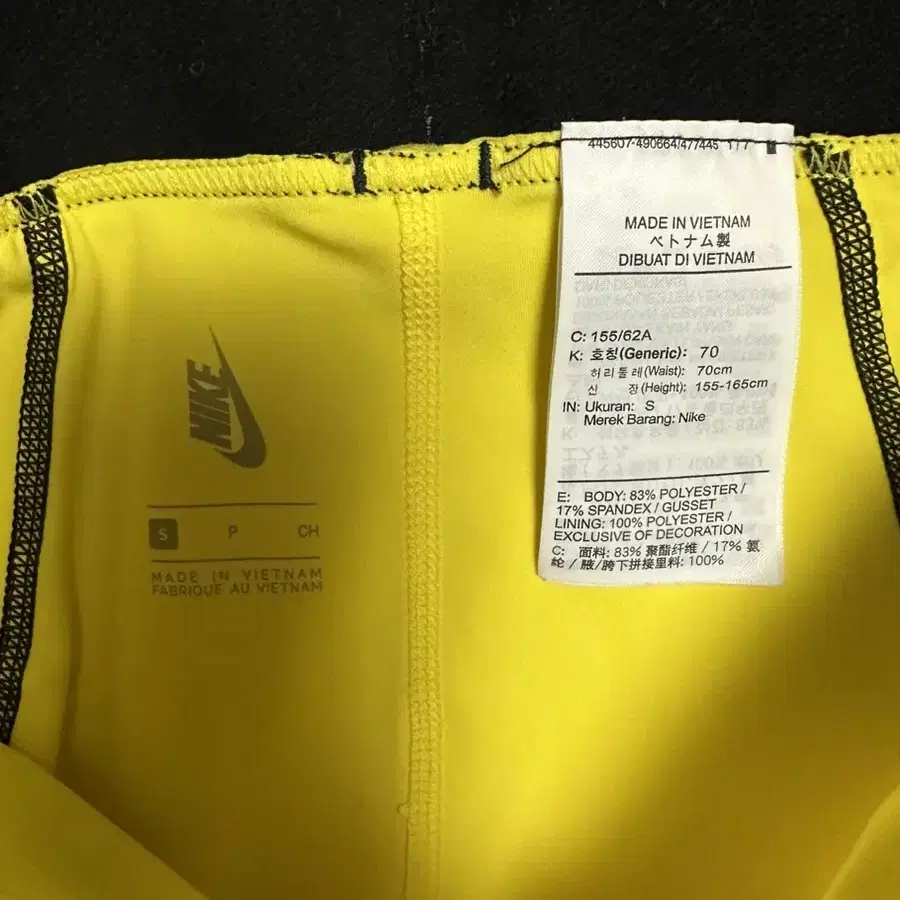 445607-490664/477445 1 / 7
MADE IN VIETNAM
ベトナム製
DIBUAT DI VIETNAM
C: 155/62A
K: 호칭(Generic): 70
허리둘레(Waist): 70cm
신 장(Height): 155-165cm
IN: Ukuran: S
Merek Barang: Nike
E: BODY: 83% POLYESTER /
17% SPANDEX / GUSSET
LINING: 100% POLYESTER /
EXCLUSIVE OF DECORATION
C: 面料: 83% 聚酯纤维 / 17% 氨
纶 / 腋/胯下拼接里料: 100%
NIKE
S P CH
MADE IN VIETNAM
FABRIQUE AU VIETNAM